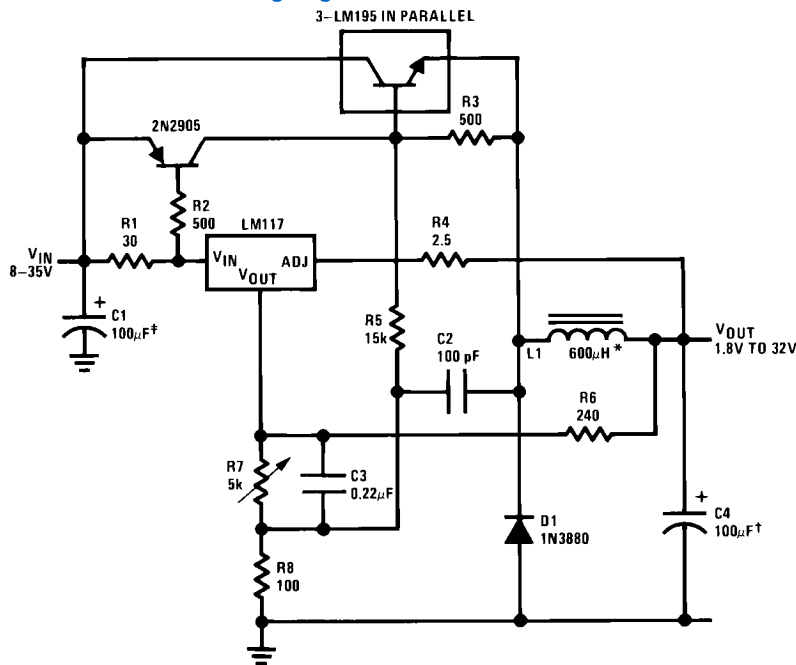 3–LM195 IN PARALLEL
R3
500
2N2905
R2
500
R1
30
LM117
R4
2.5
VIN
8–35V
VIN
ADJ
VOUT
+
C1
100μF‡
R5
15k
C2
100 pF
L1
600μH*
VOUT
1.8V TO 32V
R6
240
R7
5k
C3
0.22μF
+
C4
100μF†
D1
1N3880
R8
100